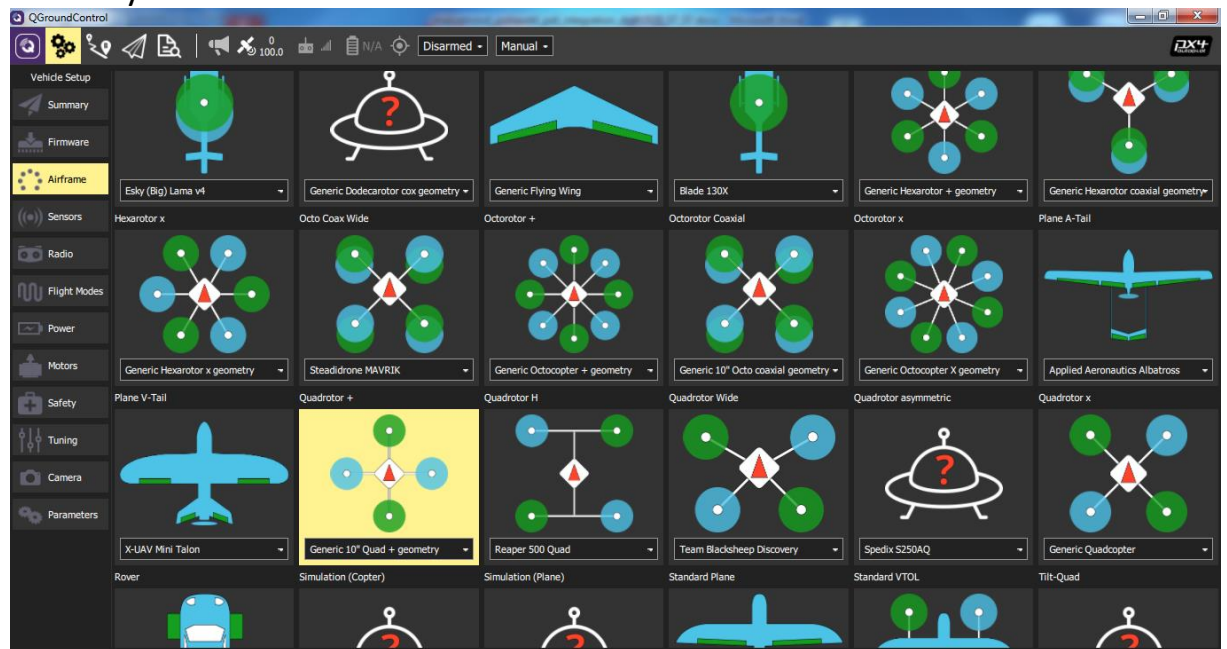 QGroundControl
0
100.0
N/A
Disarmed
Manual
px4
Vehicle Setup
Summary
Firmware
Airframe
Sensors
Radio
Flight Modes
Power
Motors
Safety
Tuning
Camera
Parameters
Esky (Big) Lama v4
Generic Dodecarotor cox geometry
Generic Flying Wing
Blade 130X
Generic Hexarotor + geometry
Generic Hexarotor coaxial geometry
Hexarotor x
Octo Coax Wide
Octorotor +
Octorotor Coaxial
Octorotor x
Plane A-Tail
Generic Hexarotor x geometry
Steadidrone MAVRIK
Generic Octocopter + geometry
Generic 10" Octo coaxial geometry
Generic Octocopter X geometry
Applied Aeronautics Albatross
Plane V-Tail
Quadrotor +
Quadrotor H
Quadrotor Wide
Quadrotor asymmetric
Quadrotor x
X-UAV Mini Talon
Generic 10" Quad + geometry
Reaper 500 Quad
Team Blacksheep Discovery
Spedix S250AQ
Generic Quadcopter
Rover
Simulation (Copter)
Simulation (Plane)
Standard Plane
Standard VTOL
Tilt-Quad